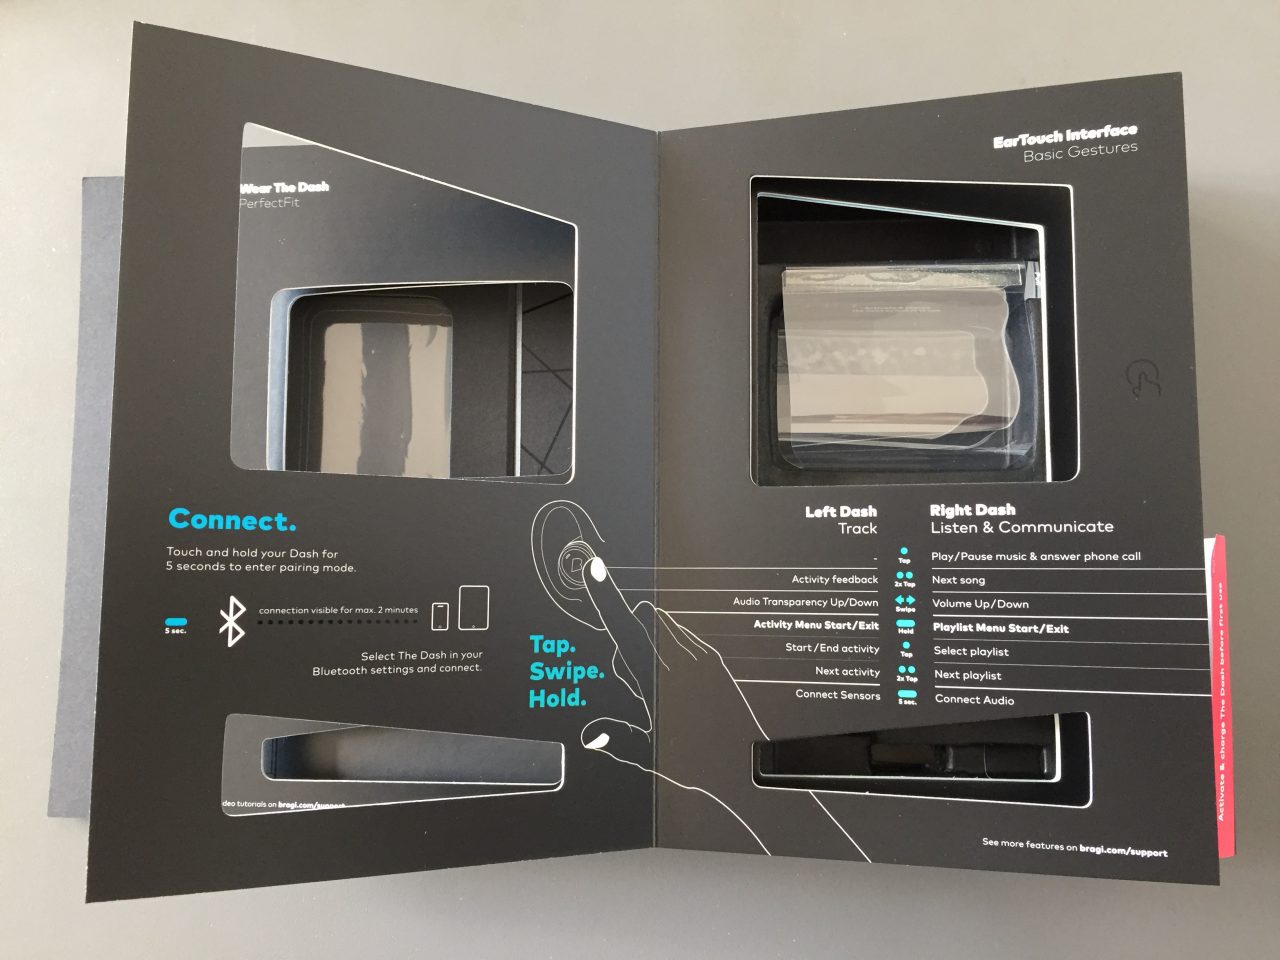 Wear The Dash
PerfectFit
Connect.
Touch and hold your Dash for
5 seconds to enter pairing mode.
5 sec.
connection visible for max. 2 minutes
Select The Dash in your
Bluetooth settings and connect.
Tap.
Swipe.
Hold.
deo tutorials on bragi.com/support
EarTouch Interface
Basic Gestures
Left Dash
Track
Right Dash
Listen & Communicate
- Tap Play/Pause music & answer phone call
Activity feedback 2x Tap Next song
Audio Transparency Up/Down Swipe Volume Up/Down
Activity Menu Start/Exit Hold Playlist Menu Start/Exit
Start/End activity Tap Select playlist
Next activity 2x Tap Next playlist
Connect Sensors 5 sec. Connect Audio
See more features on bragi.com/support
Activate & charge The Dash before first use